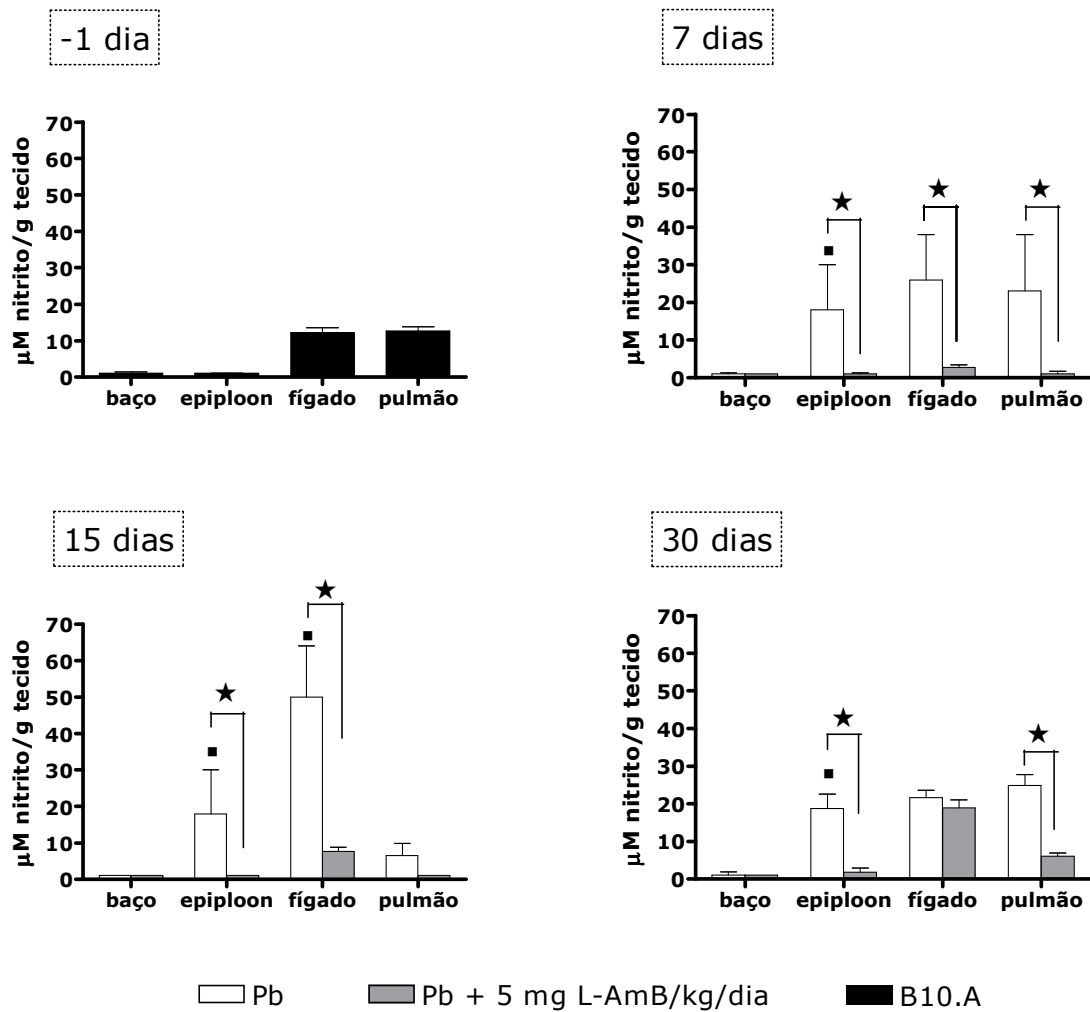 -1 dia
µM nitrito/g tecido
70
60
50
40
30
20
10
0
baço epiploon fígado pulmão
7 dias
µM nitrito/g tecido
70
60
50
40
30
20
10
0
baço epiploon fígado pulmão
15 dias
µM nitrito/g tecido
70
60
50
40
30
20
10
0
baço epiploon fígado pulmão
30 dias
µM nitrito/g tecido
70
60
50
40
30
20
10
0
baço epiploon fígado pulmão
Pb Pb + 5 mg L-AmB/kg/dia B10.A